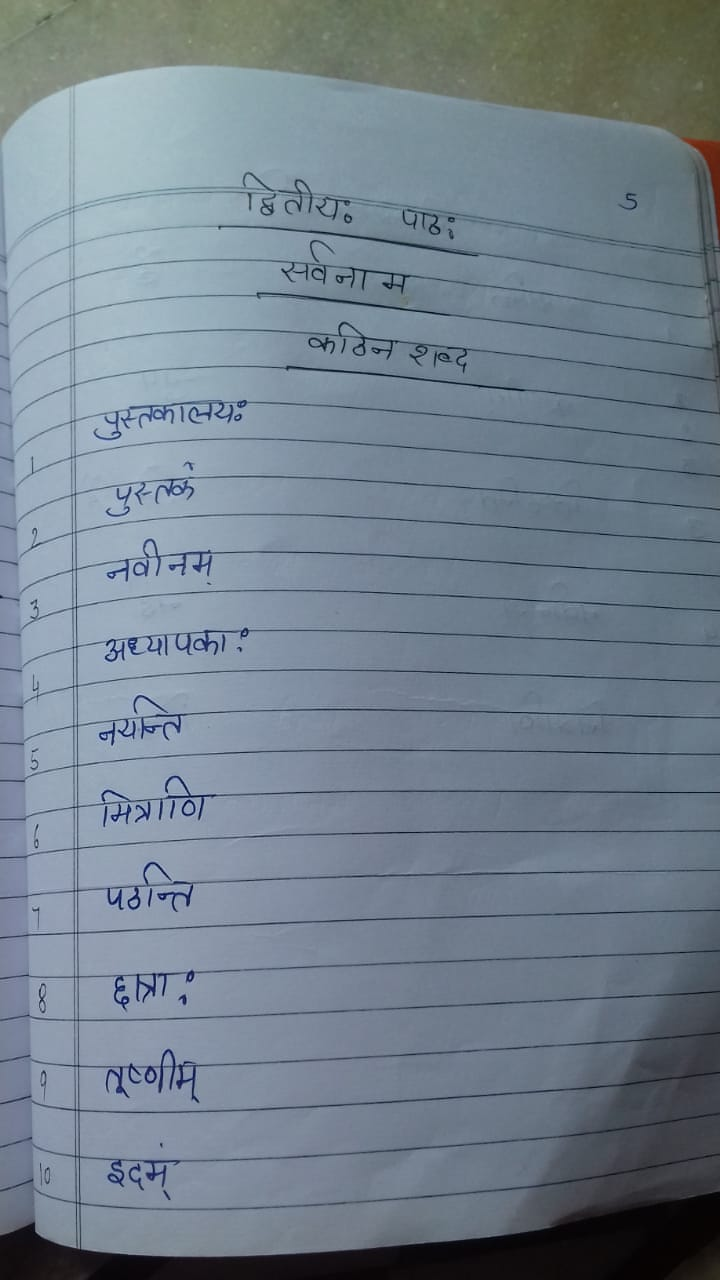 5
द्वितीयः पाठः
सर्वनाम
कठिन शब्द
1 पुस्तकालयः
2 पुस्तकें
3 नवीनम्
4 अध्यापकाः
5 नयन्ति
6 मित्राणि
7 पठन्ति
8 छात्राः
9 तूष्णीम्
10 इदम्ं